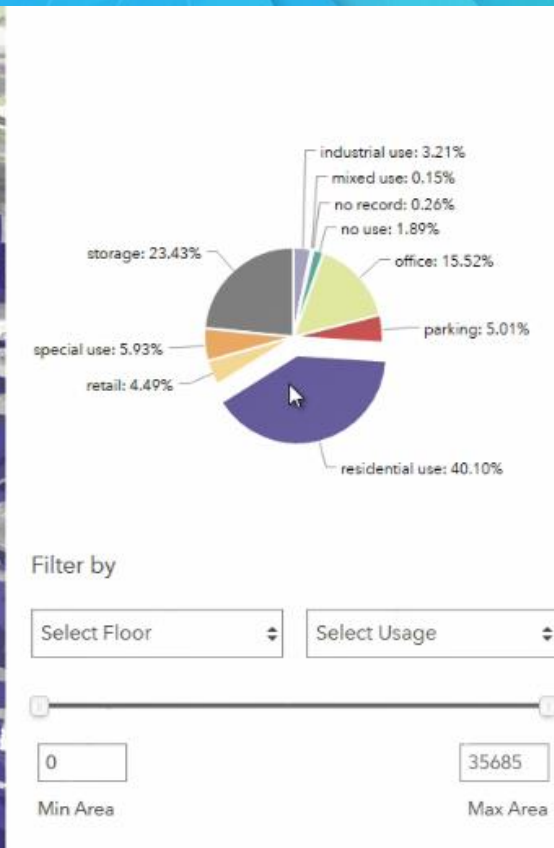 industrial use: 3.21%
mixed use: 0.15%
no record: 0.26%
no use: 1.89%
storage: 23.43%
office: 15.52%
parking: 5.01%
special use: 5.93%
retail: 4.49%
residential use: 40.10%
Filter by
Select Floor
Select Usage
0
35685
Min Area
Max Area